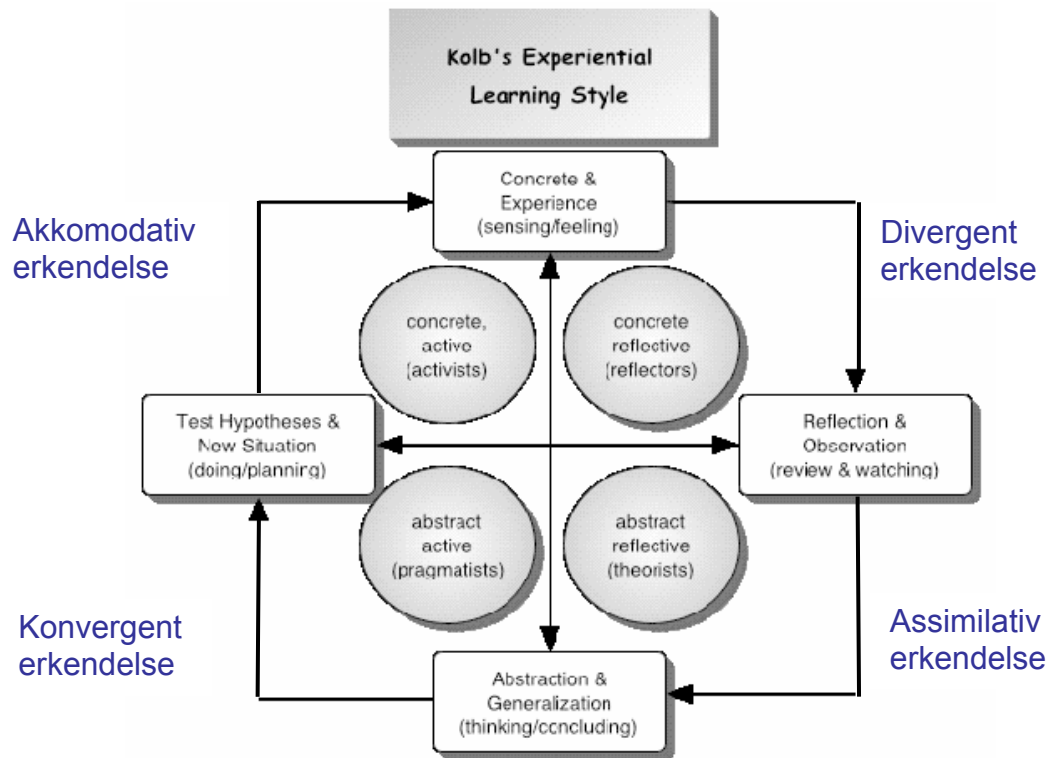 Kolb's Experiential
Learning Style
Concrete &
Experience
(sensing/feeling)
Akkomodativ
erkendelse
Divergent
erkendelse
concrete,
active
(activists)
concrete
reflective
(reflectors)
Test Hypotheses &
New Situation
(doing/planning)
Reflection &
Observation
(review & watching)
abstract
active
(pragmatists)
abstract
reflective
(theorists)
Konvergent
erkendelse
Assimilativ
erkendelse
Abstraction &
Generalization
(thinking/concluding)